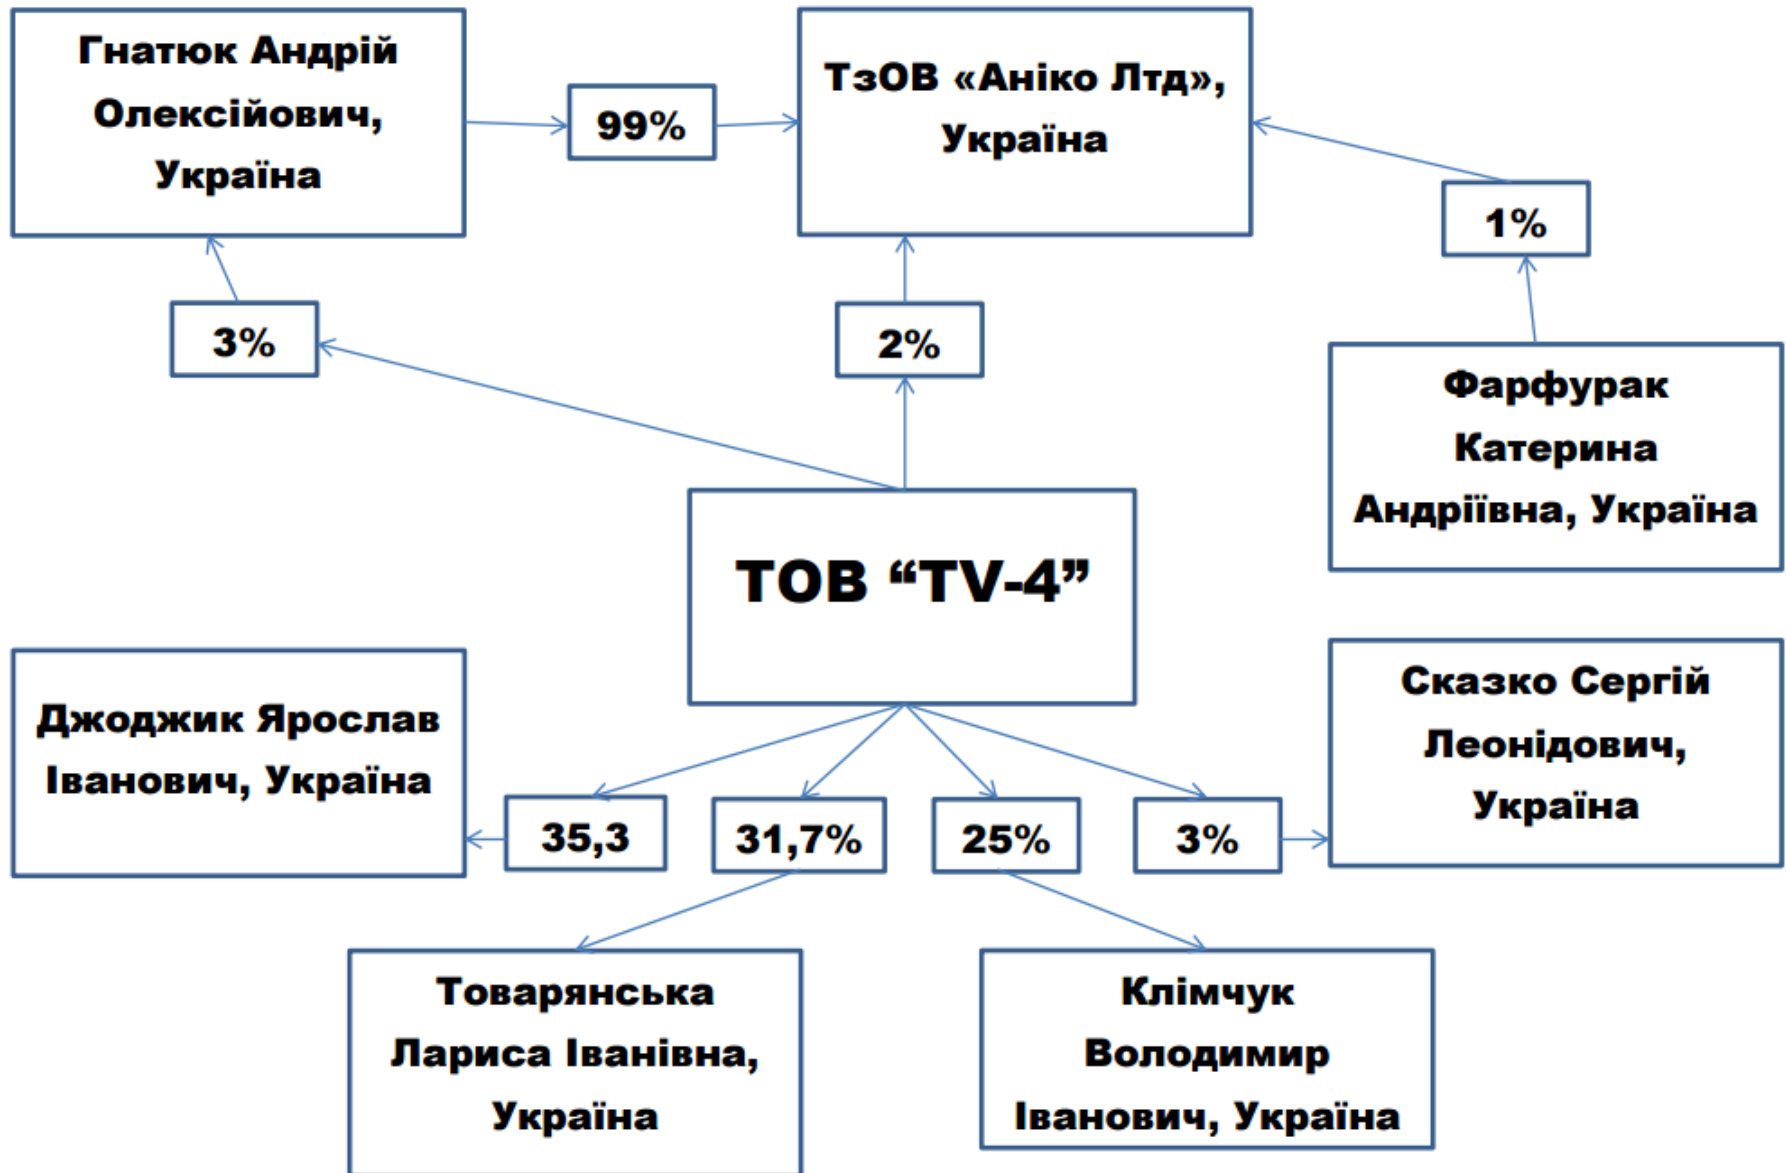 Гнатюк Андрій
Олексійович,
Україна
99%
ТзОВ «Аніко Лтд»,
Україна
1%
3%
2%
Фарфурак
Катерина
Андріївна, Україна
ТОВ “TV-4”
Джоджик Ярослав
Іванович, Україна
Сказко Сергій
Леонідович,
Україна
35,3
31,7%
25%
3%
Товарянська
Лариса Іванівна,
Україна
Клімчук
Володимир
Іванович, Україна